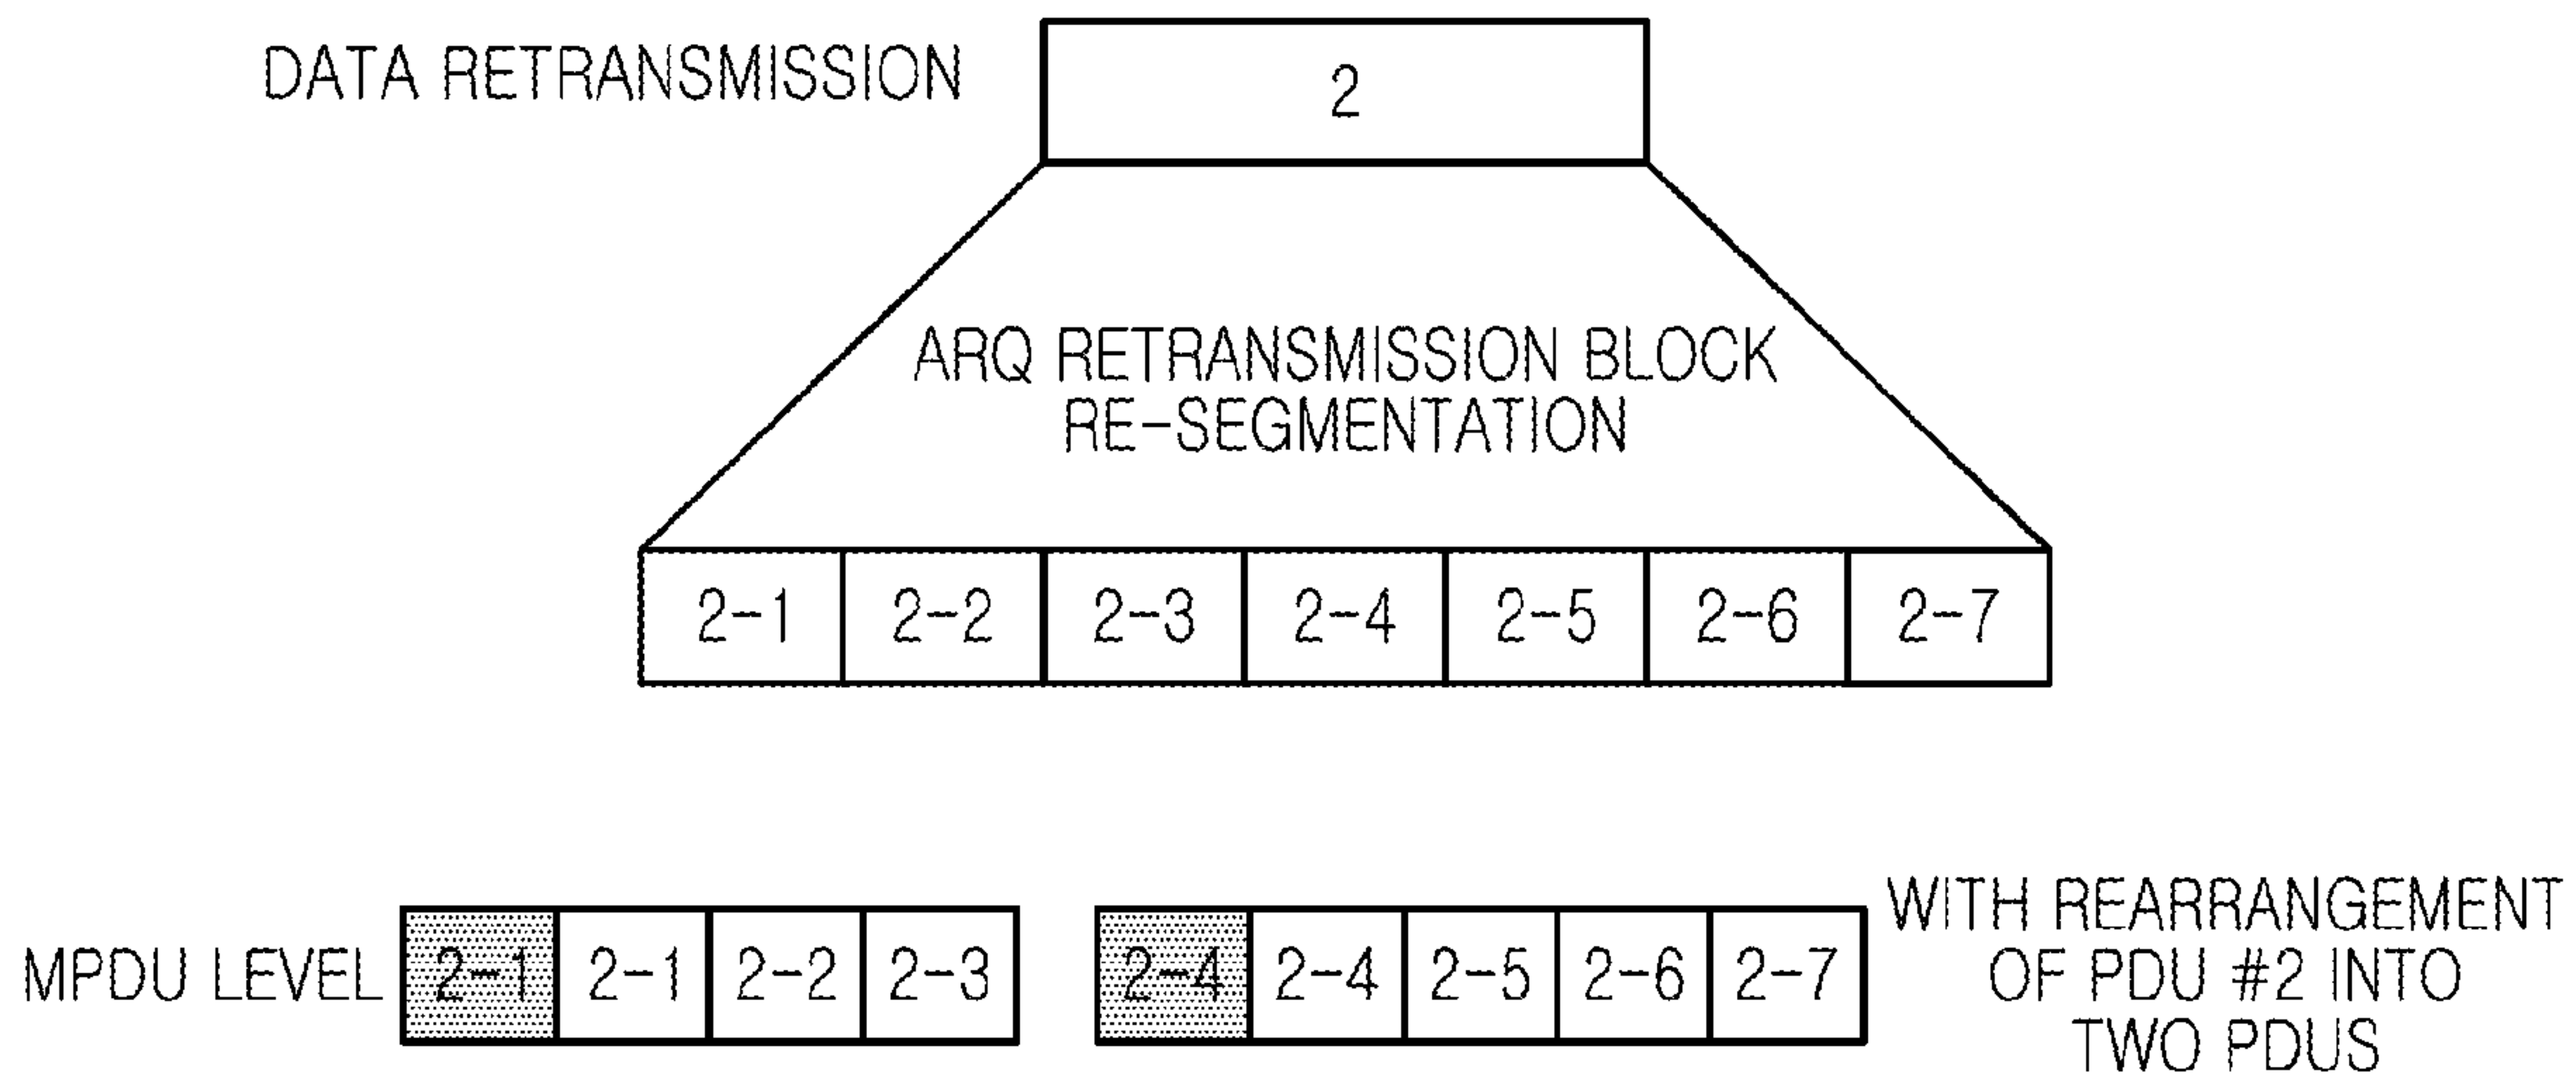 DATA RETRANSMISSION
2
ARQ RETRANSMISSION BLOCK
RE-SEGMENTATION
2-1 2-2 2-3 2-4 2-5 2-6 2-7
MPDU LEVEL 2-1 2-1 2-2 2-3 2-4 2-4 2-5 2-6 2-7
WITH REARRANGEMENT
OF PDU #2 INTO
TWO PDUS